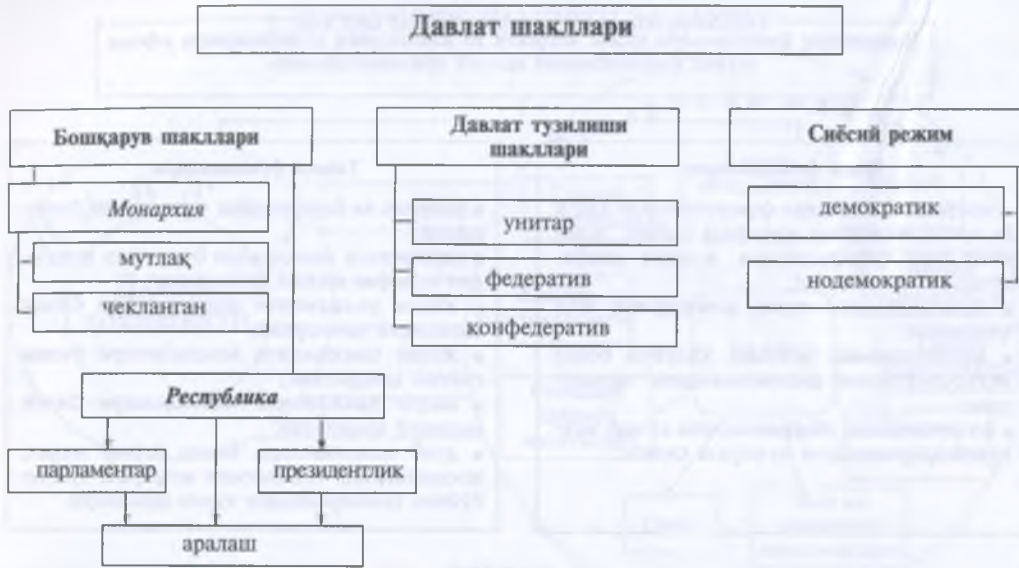 Давлат шакллари
Бошқарув шакллари
Монархия
мутлақ
чекланган
Республика
парламентар
президентлик
аралаш
Давлат тузилиши
шакллари
унитар
федератив
конфедератив
Сиёсий режим
демократик
нодемократик